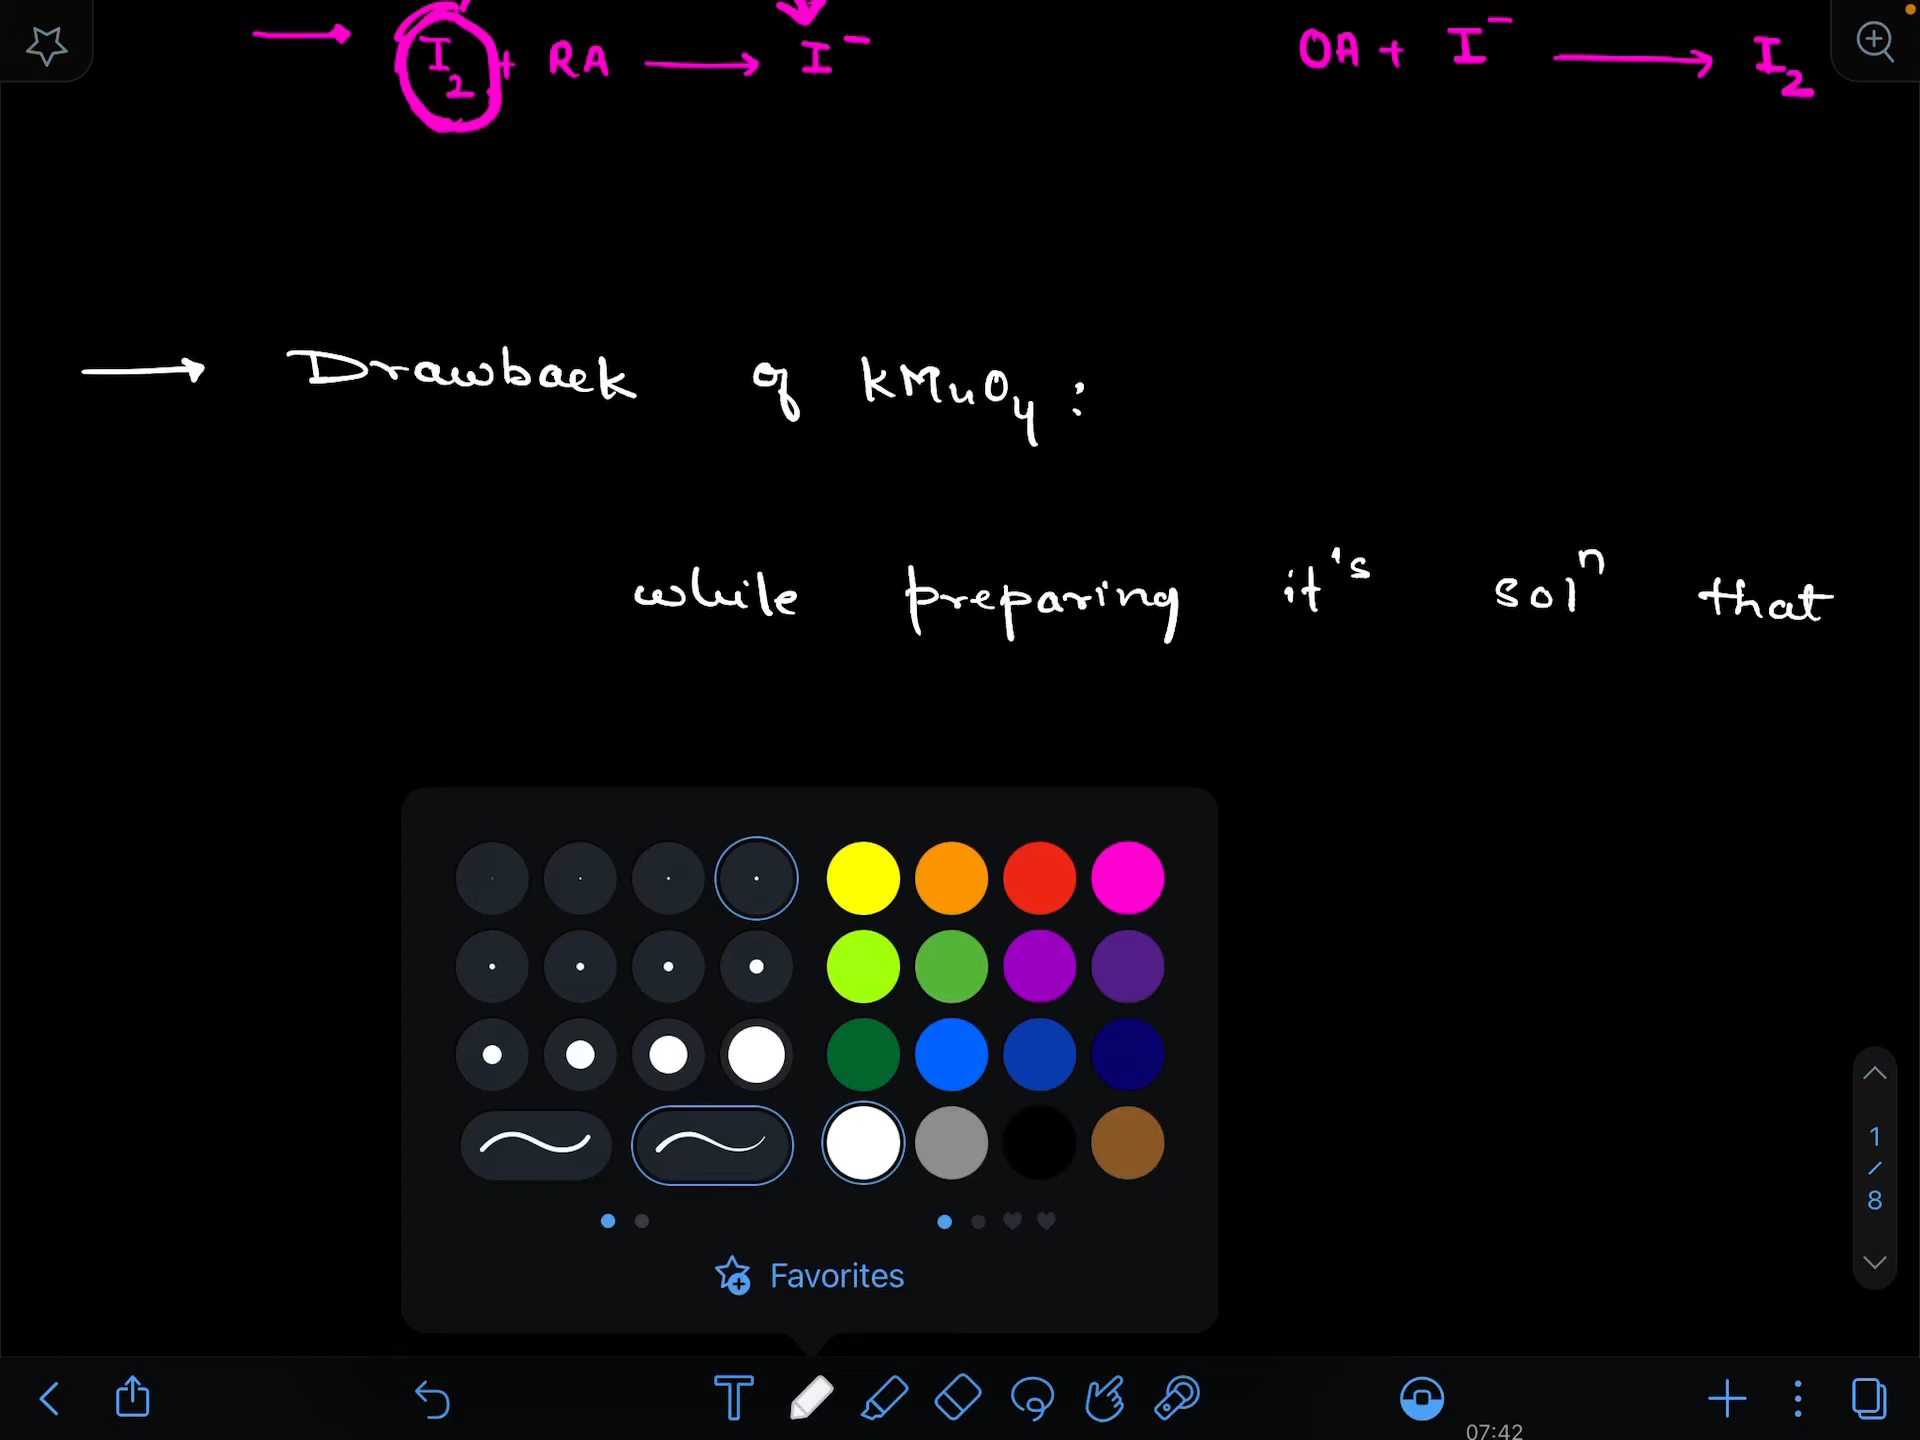 → I₂ + RA → I⁻ OA + I⁻ → I₂
→ Drawback of KMnO₄ :
while preparing it's solⁿ that
1
/
8
Favorites
07:42